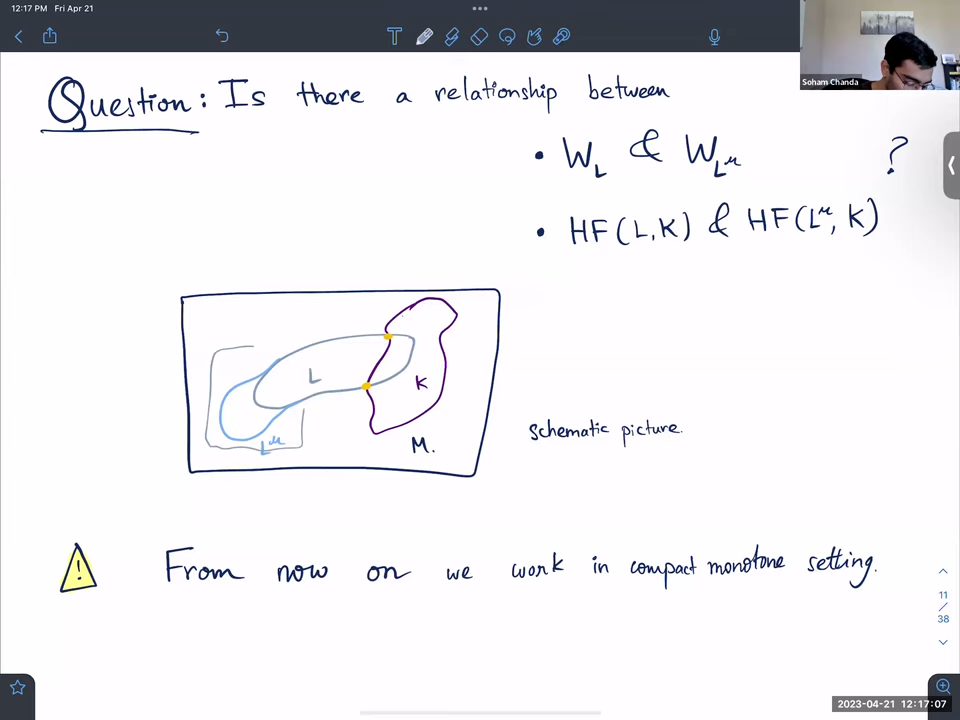 12:17 PM Fri Apr 21
Soham Chanda
Question: Is there a relationship between
• W_L & W_{L^μ} ?
• HF(L,K) & HF(L^μ, K)
L
K
L^μ
M.
schematic picture.
!
From now on we work in compact monotone setting.
11
/
38
2023-04-21 12:17:07